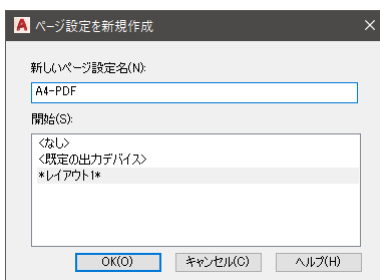 A ページ設定を新規作成
新しいページ設定名(N):
A4-PDF
開始(S):
<なし>
<既定の出力デバイス>
*レイアウト1*
OK(O) キャンセル(C) ヘルプ(H)